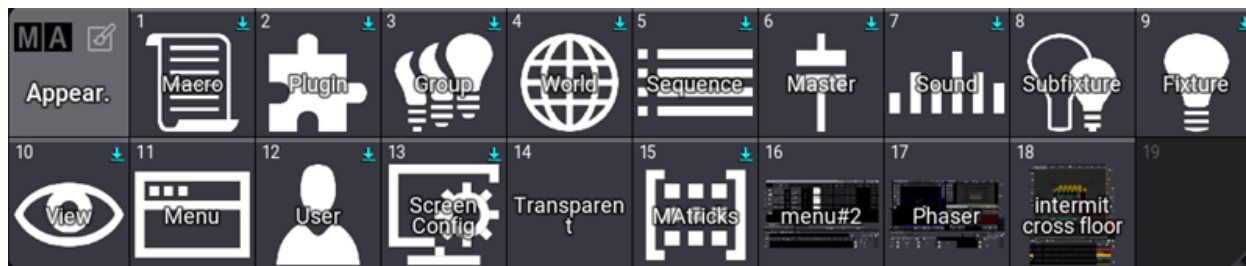 MA
Appear.
1
Macro
2
Plugin
3
Group
4
World
5
Sequence
6
Master
7
Sound
8
Subfixture
9
Fixture
10
View
11
Menu
12
User
13
Screen
Config
14
Transparen
t
15
MAtricks
16
menu#2
17
Phaser
18
intermit
cross floor
19